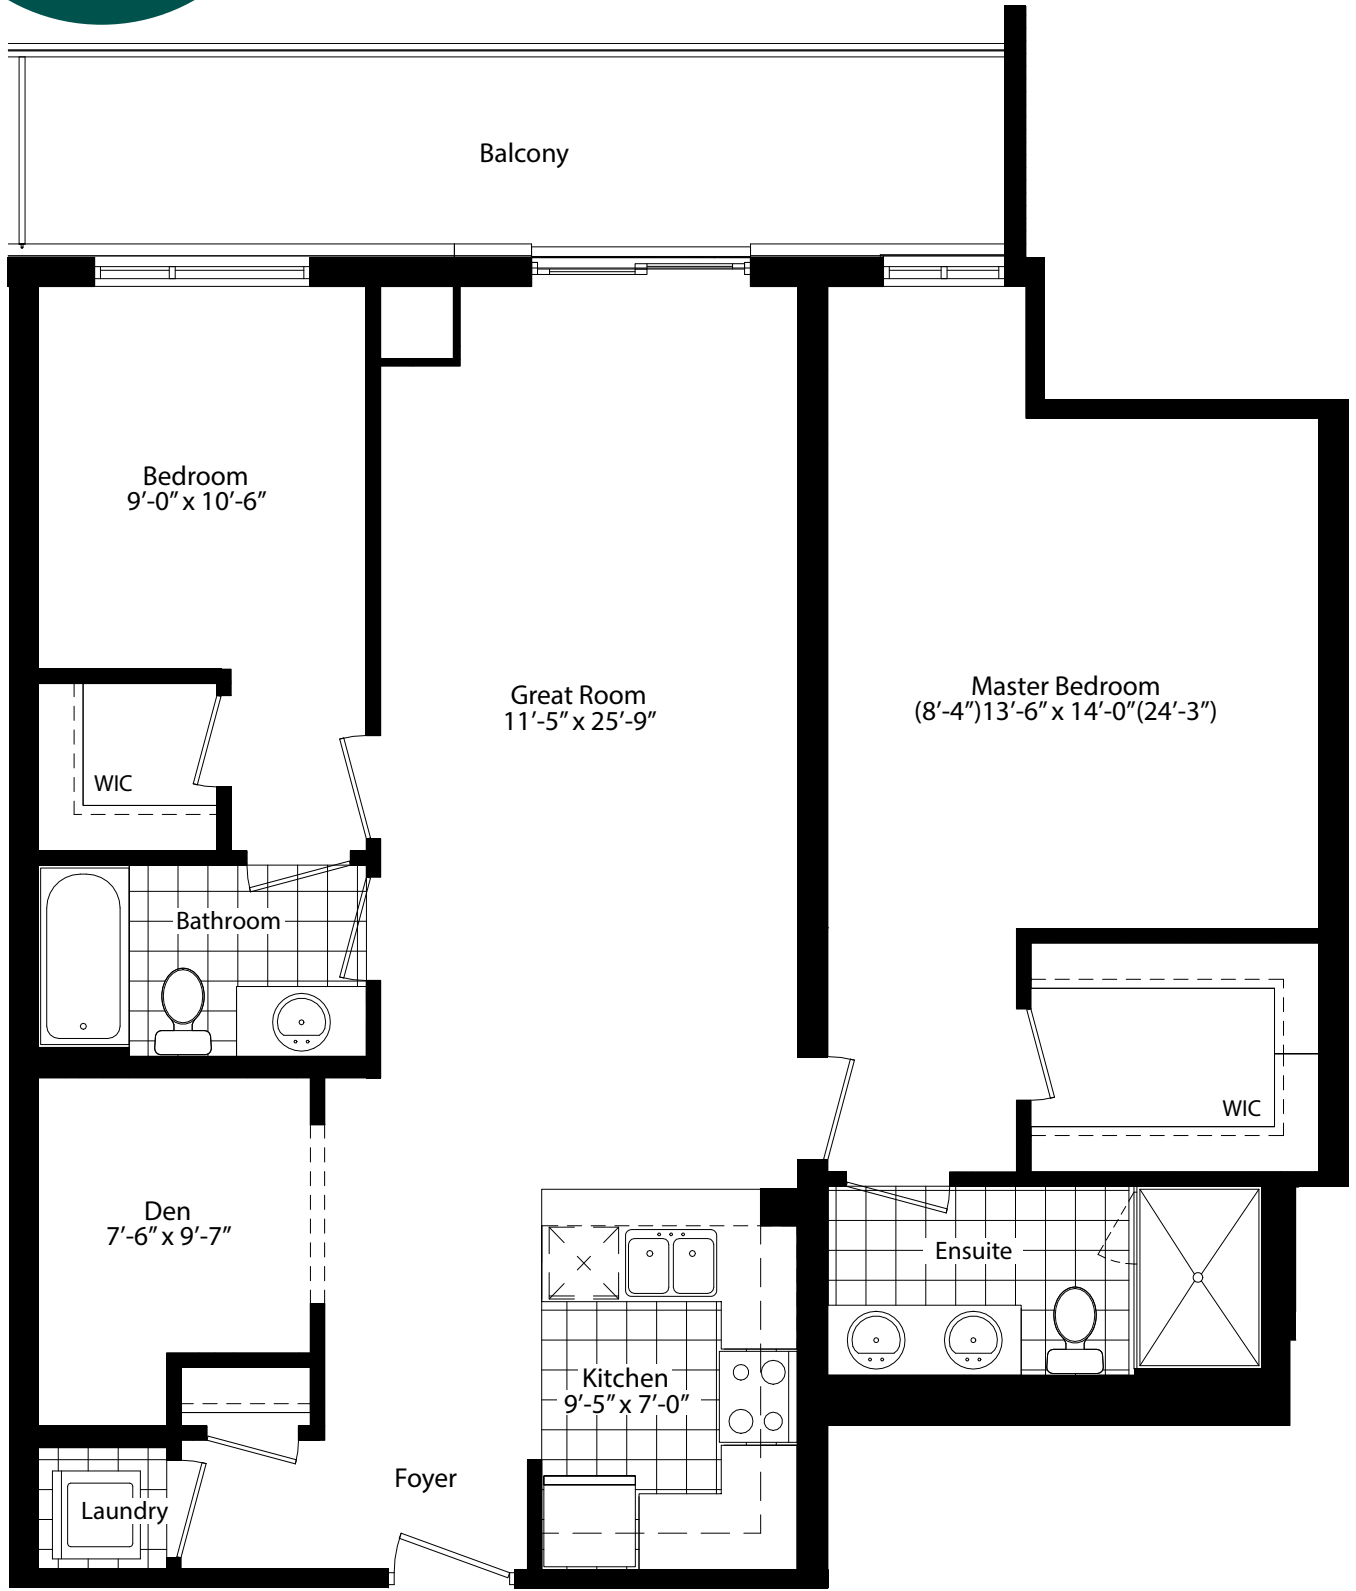 Balcony
Bedroom
9’-0” x 10’-6”
Great Room
11’-5” x 25’-9”
Master Bedroom
(8’-4”)13’-6” x 14’-0”(24’-3”)
WIC
Bathroom
WIC
Den
7’-6” x 9’-7”
Ensuite
Kitchen
9’-5” x 7’-0”
Foyer
Laundry